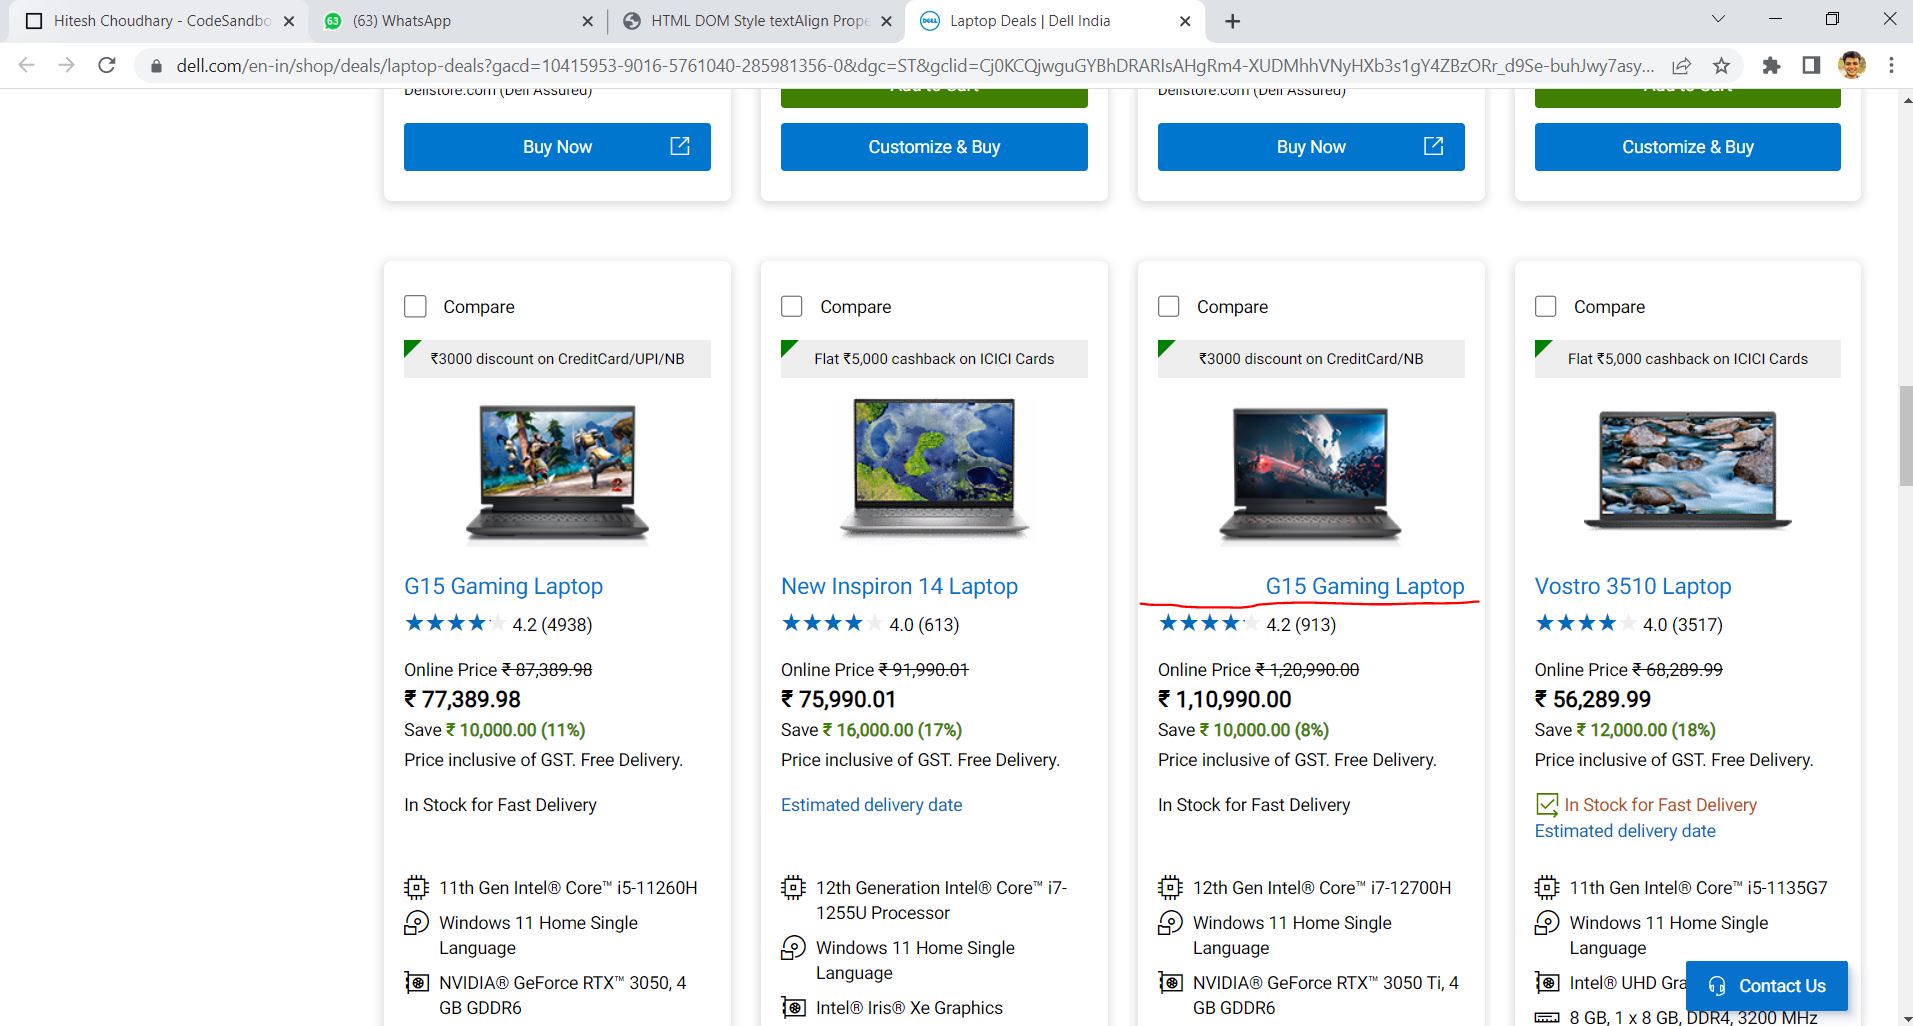 Hitesh Choudhary - CodeSandbo
(63) WhatsApp
HTML DOM Style textAlign Prope
Laptop Deals | Dell India
dell.com/en-in/shop/deals/laptop-deals?gacd=10415953-9016-5761040-285981356-0&dgc=ST&gclid=Cj0KCQjwguGYBhDRARIsAHgRm4-XUDMhhVNyHXb3s1gY4ZBzORr_d9Se-buhJwy7asy...
Dellstore.com (Dell Assured)
Add to Cart
Dellstore.com (Dell Assured)
Add to Cart
Buy Now
Customize & Buy
Buy Now
Customize & Buy
Compare
₹3000 discount on CreditCard/UPI/NB
G15 Gaming Laptop
4.2 (4938)
Online Price ₹ 87,389.98
₹ 77,389.98
Save ₹ 10,000.00 (11%)
Price inclusive of GST. Free Delivery.
In Stock for Fast Delivery
11th Gen Intel® Core™ i5-11260H
Windows 11 Home Single
Language
NVIDIA® GeForce RTX™ 3050, 4
GB GDDR6
Compare
Flat ₹5,000 cashback on ICICI Cards
New Inspiron 14 Laptop
4.0 (613)
Online Price ₹ 91,990.01
₹ 75,990.01
Save ₹ 16,000.00 (17%)
Price inclusive of GST. Free Delivery.
Estimated delivery date
12th Generation Intel® Core™ i7-
1255U Processor
Windows 11 Home Single
Language
Intel® Iris® Xe Graphics
Compare
₹3000 discount on CreditCard/NB
G15 Gaming Laptop
4.2 (913)
Online Price ₹ 1,20,990.00
₹ 1,10,990.00
Save ₹ 10,000.00 (8%)
Price inclusive of GST. Free Delivery.
In Stock for Fast Delivery
12th Gen Intel® Core™ i7-12700H
Windows 11 Home Single
Language
NVIDIA® GeForce RTX™ 3050 Ti, 4
GB GDDR6
Compare
Flat ₹5,000 cashback on ICICI Cards
Vostro 3510 Laptop
4.0 (3517)
Online Price ₹ 68,289.99
₹ 56,289.99
Save ₹ 12,000.00 (18%)
Price inclusive of GST. Free Delivery.
In Stock for Fast Delivery
Estimated delivery date
11th Gen Intel® Core™ i5-1135G7
Windows 11 Home Single
Language
Intel® UHD Gra
8 GB, 1 x 8 GB, DDR4, 3200 MHz
Contact Us